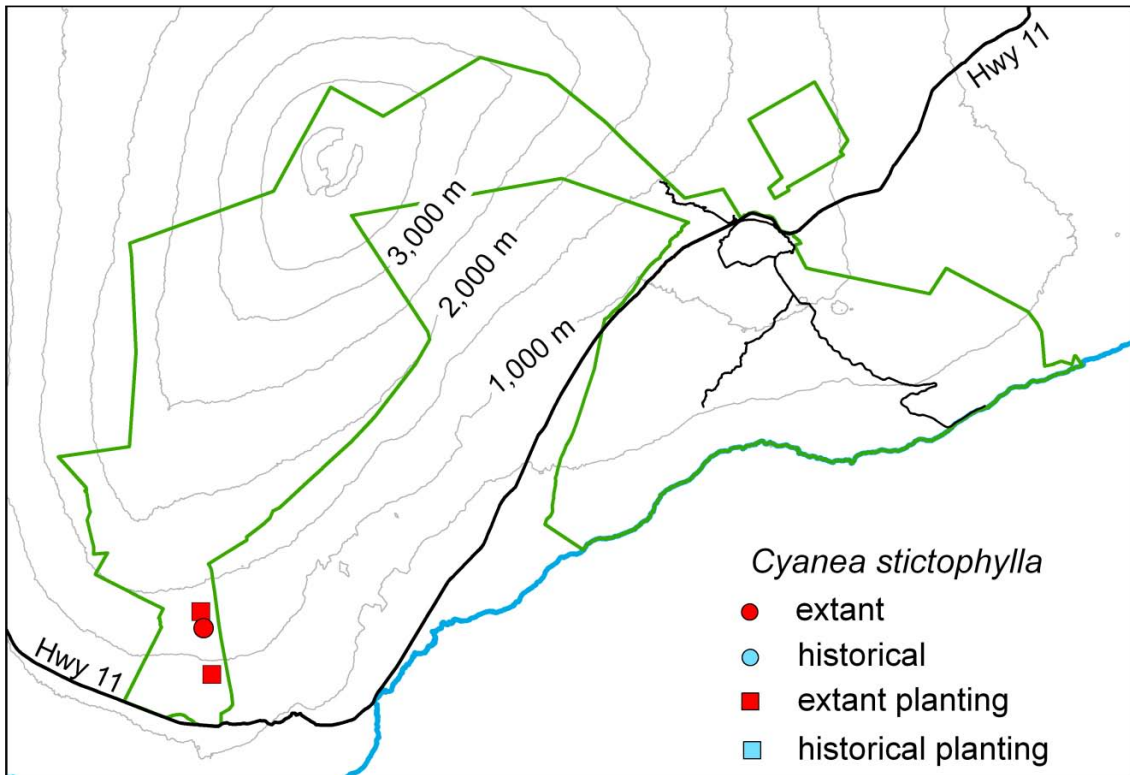 Hwy 11
3,000 m
2,000 m
1,000 m
Hwy 11
Cyanea stictophylla
extant
historical
extant planting
historical planting